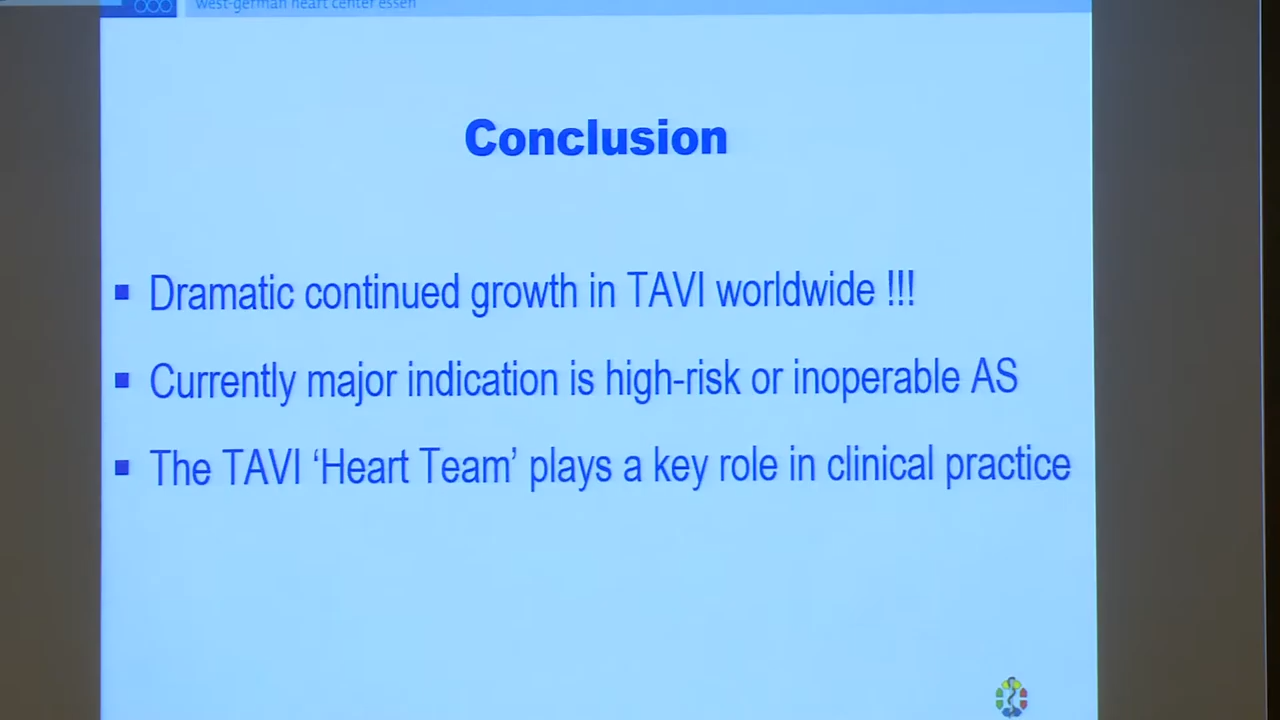 west-german heart center essen
Conclusion
▪ Dramatic continued growth in TAVI worldwide !!!
▪ Currently major indication is high-risk or inoperable AS
▪ The TAVI ‘Heart Team’ plays a key role in clinical practice